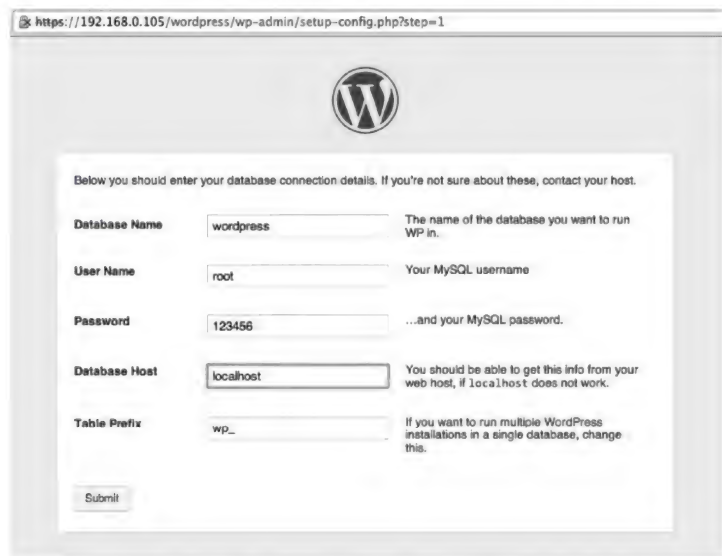 https://192.168.0.105/wordpress/wp-admin/setup-config.php?step=1
W
Below you should enter your database connection details. If you're not sure about these, contact your host.
Database Name
wordpress
The name of the database you want to run
WP in.
User Name
root
Your MySQL username
Password
123456
...and your MySQL password.
Database Host
localhost
You should be able to get this info from your
web host, if localhost does not work.
Table Prefix
wp_
If you want to run multiple WordPress
installations in a single database, change
this.
Submit